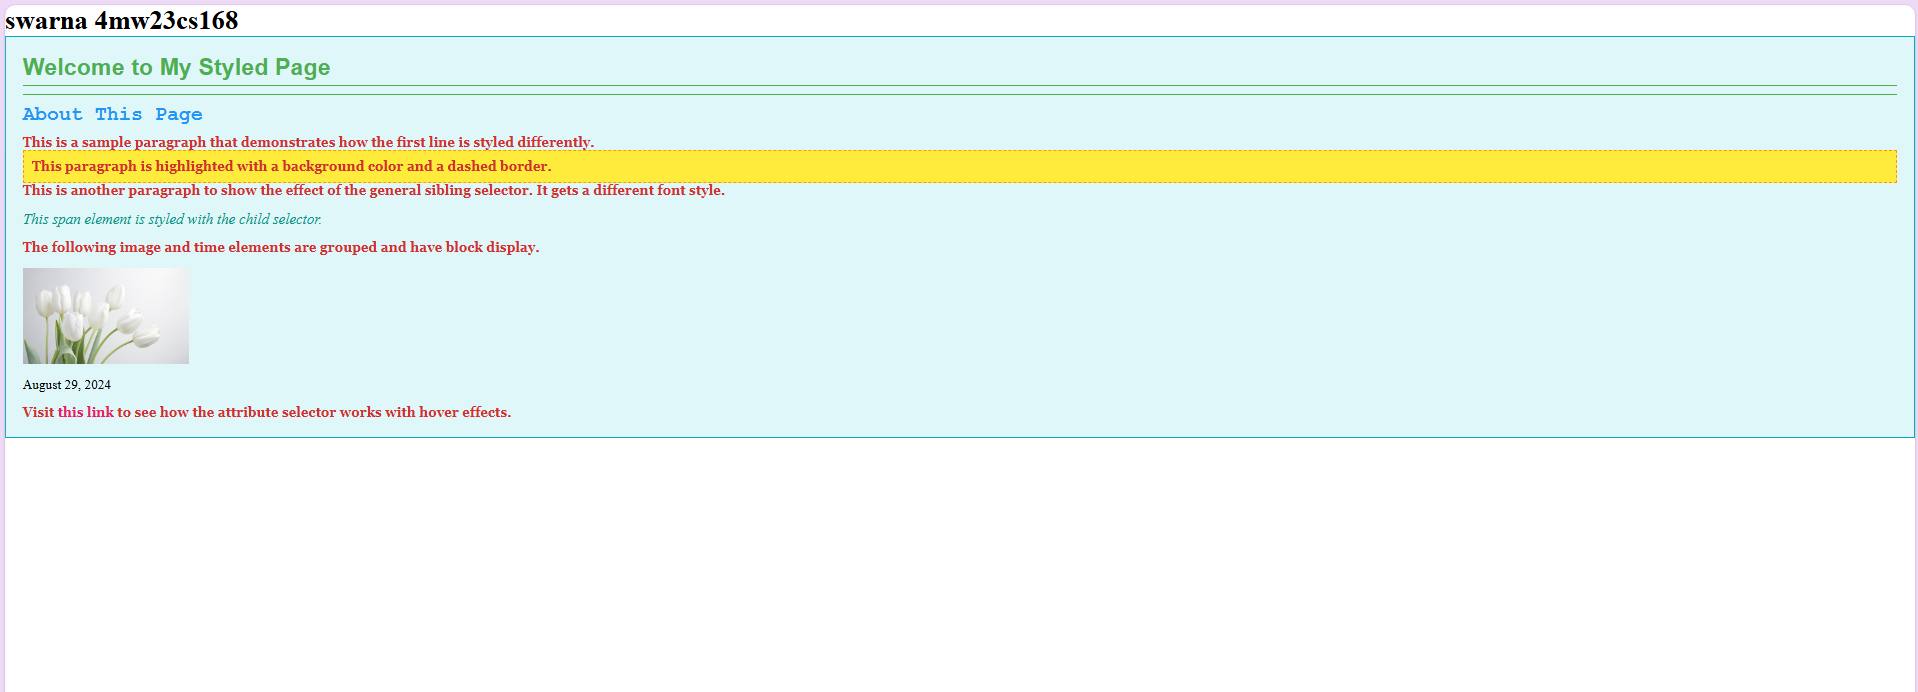 swarna 4mw23cs168
Welcome to My Styled Page
About This Page
This is a sample paragraph that demonstrates how the first line is styled differently.
This paragraph is highlighted with a background color and a dashed border.
This is another paragraph to show the effect of the general sibling selector. It gets a different font style.
This span element is styled with the child selector.
The following image and time elements are grouped and have block display.
August 29, 2024
Visit this link to see how the attribute selector works with hover effects.